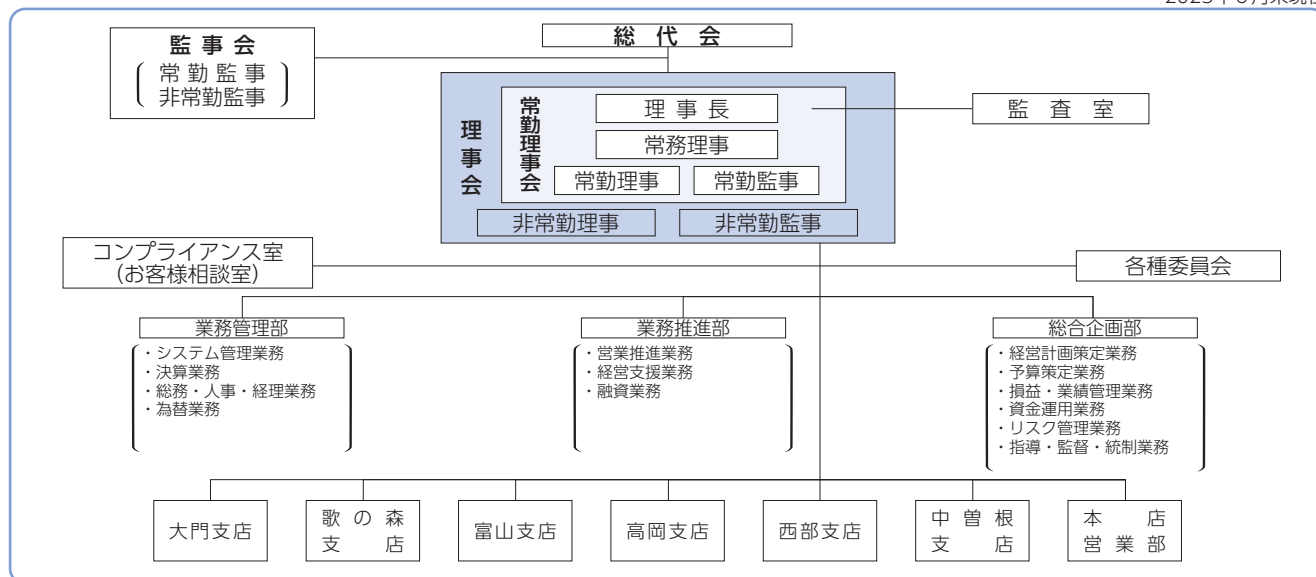 監事会
常勤監事
非常勤監事
総代会
理事会
常勤理事会
理事長
常務理事
常勤理事
常勤監事
非常勤理事
非常勤監事
監査室
コンプライアンス室
(お客様相談室)
各種委員会
業務管理部
・システム管理業務
・決算業務
・総務・人事・経理業務
・為替業務
業務推進部
・営業推進業務
・経営支援業務
・融資業務
総合企画部
・経営計画策定業務
・予算策定業務
・損益・業績管理業務
・資金運用業務
・リスク管理業務
・指導・監督・統制業務
大門支店
歌の森
支店
富山支店
高岡支店
西部支店
中曽根
支店
本店
営業部